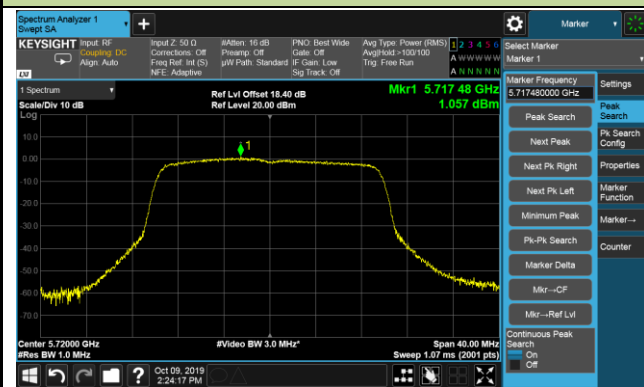 Spectrum Analyzer 1
Swept SA
Marker
KEYSIGHT
Input: RF
Coupling: DC
Align: Auto
Input Z: 50 Ω
Corrections: Off
Freq Ref: Int (S)
NFE: Adaptive
#Atten: 16 dB
Preamp: Off
µW Path: Standard
PNO: Best Wide
Gate: Off
IF Gain: Low
Sig Track: Off
Avg Type: Power (RMS)
Avg|Hold:>100/100
Trig: Free Run
1 2 3 4 5 6
A W W W W W
A N N N N N
LXI
Select Marker
Marker 1
1 Spectrum
Scale/Div 10 dB
Log
Ref Lvl Offset 18.40 dB
Ref Level 20.00 dBm
Mkr1 5.717 48 GHz
1.057 dBm
10.0
0.00
-10.0
-20.0
-30.0
-40.0
-50.0
-60.0
-70.0
1
Center 5.72000 GHz
#Res BW 1.0 MHz
#Video BW 3.0 MHz*
Span 40.00 MHz
Sweep 1.07 ms (2001 pts)
Marker Frequency
5.717480000 GHz
Peak Search
Next Peak
Next Pk Right
Next Pk Left
Minimum Peak
Pk-Pk Search
Marker Delta
Mkr→CF
Mkr→Ref Lvl
Continuous Peak
Search
On
Off
Settings
Peak
Search
Pk Search
Config
Properties
Marker
Function
Marker→
Counter
?
Oct 09, 2019
2:24:17 PM